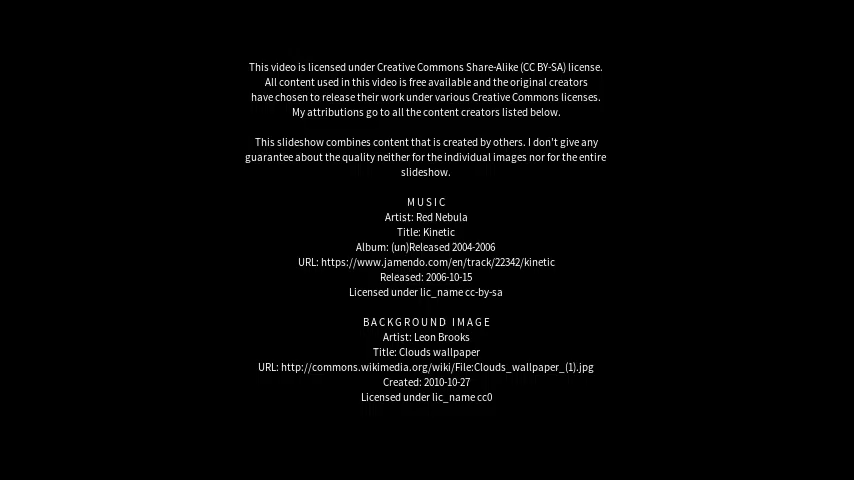 This video is licensed under Creative Commons Share-Alike (CC BY-SA) license.
All content used in this video is free available and the original creators
have chosen to release their work under various Creative Commons licenses.
My attributions go to all the content creators listed below.
This slideshow combines content that is created by others. I don't give any
guarantee about the quality neither for the individual images nor for the entire
slideshow.
M U S I C
Artist: Red Nebula
Title: Kinetic
Album: (un)Released 2004-2006
URL: https://www.jamendo.com/en/track/22342/kinetic
Released: 2006-10-15
Licensed under lic_name cc-by-sa
B A C K G R O U N D   I M A G E
Artist: Leon Brooks
Title: Clouds wallpaper
URL: http://commons.wikimedia.org/wiki/File:Clouds_wallpaper_(1).jpg
Created: 2010-10-27
Licensed under lic_name cc0